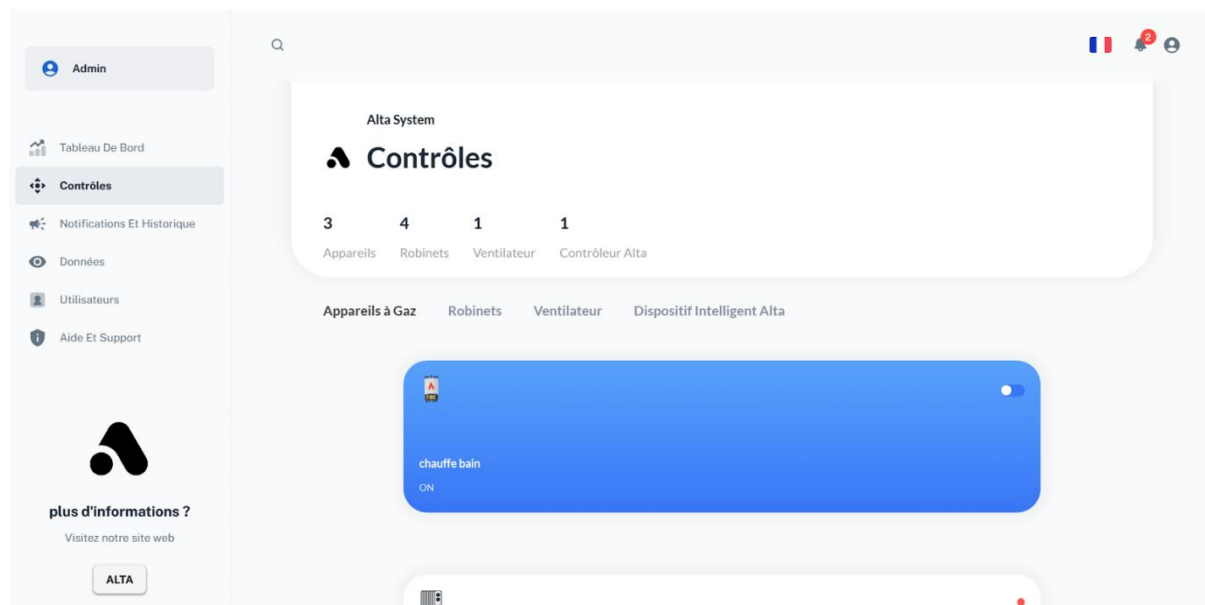 Admin
2
Tableau De Bord
Contrôles
Notifications Et Historique
Données
Utilisateurs
Aide Et Support
plus d'informations ?
Visitez notre site web
ALTA
Alta System
Contrôles
3 4 1 1
Appareils Robinets Ventilateur Contrôleur Alta
Appareils à Gaz Robinets Ventilateur Dispositif Intelligent Alta
chauffe bain
ON